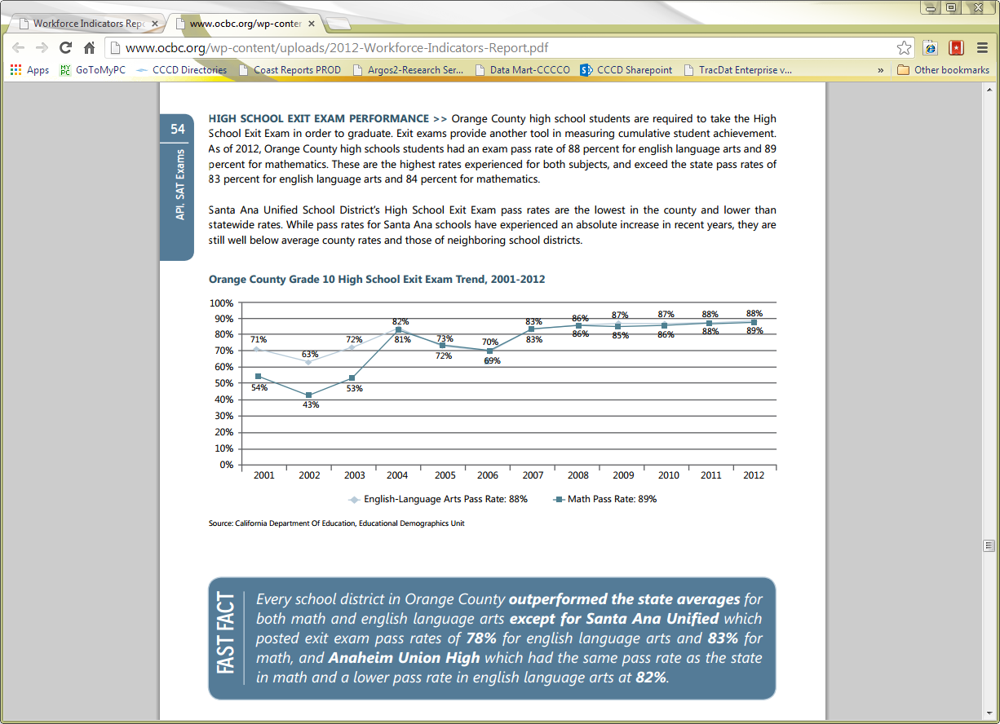 Workforce Indicators Repo
www.ocbc.org/wp-conten
www.ocbc.org/wp-content/uploads/2012-Workforce-Indicators-Report.pdf
Apps
GoToMyPC
CCCD Directories
Coast Reports PROD
Argos2-Research Ser...
Data Mart-CCCCO
CCCD Sharepoint
TracDat Enterprise v...
»
Other bookmarks
54
API, SAT Exams
HIGH SCHOOL EXIT EXAM PERFORMANCE >> Orange County high school students are required to take the High
School Exit Exam in order to graduate. Exit exams provide another tool in measuring cumulative student achievement.
As of 2012, Orange County high schools students had an exam pass rate of 88 percent for english language arts and 89
percent for mathematics. These are the highest rates experienced for both subjects, and exceed the state pass rates of
83 percent for english language arts and 84 percent for mathematics.
Santa Ana Unified School District's High School Exit Exam pass rates are the lowest in the county and lower than
statewide rates. While pass rates for Santa Ana schools have experienced an absolute increase in recent years, they are
still well below average county rates and those of neighboring school districts.
Orange County Grade 10 High School Exit Exam Trend, 2001-2012
100%
90%
80%
70%
60%
50%
40%
30%
20%
10%
0%
71% 63% 72% 82% 73% 70% 83% 86% 87% 87% 88% 88%
54% 43% 53% 81% 72% 69% 83% 86% 85% 86% 88% 89%
2001 2002 2003 2004 2005 2006 2007 2008 2009 2010 2011 2012
English-Language Arts Pass Rate: 88% Math Pass Rate: 89%
Source: California Department Of Education, Educational Demographics Unit
FAST FACT
Every school district in Orange County outperformed the state averages for
both math and english language arts except for Santa Ana Unified which
posted exit exam pass rates of 78% for english language arts and 83% for
math, and Anaheim Union High which had the same pass rate as the state
in math and a lower pass rate in english language arts at 82%.